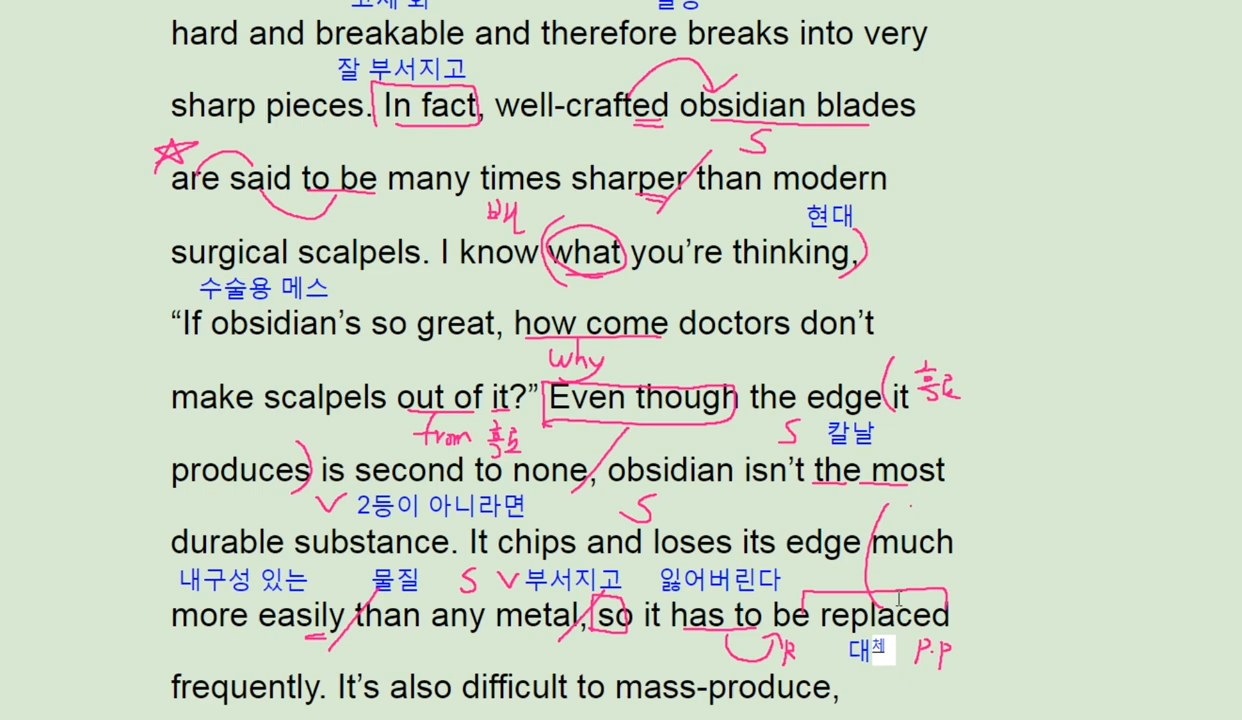 hard and breakable and therefore breaks into very
잘 부서지고
sharp pieces. In fact, well-crafted obsidian blades
S
are said to be many times sharper than modern
배 현대
surgical scalpels. I know what you’re thinking,
수술용 메스
“If obsidian’s so great, how come doctors don’t
why
make scalpels out of it?” Even though the edge it
from S 칼날
produces is second to none, obsidian isn’t the most
V 2등이 아니라면 S
durable substance. It chips and loses its edge much
내구성 있는 물질 S V 부서지고 잃어버린다
more easily than any metal, so it has to be replaced
R 대체 P.P
frequently. It’s also difficult to mass-produce,